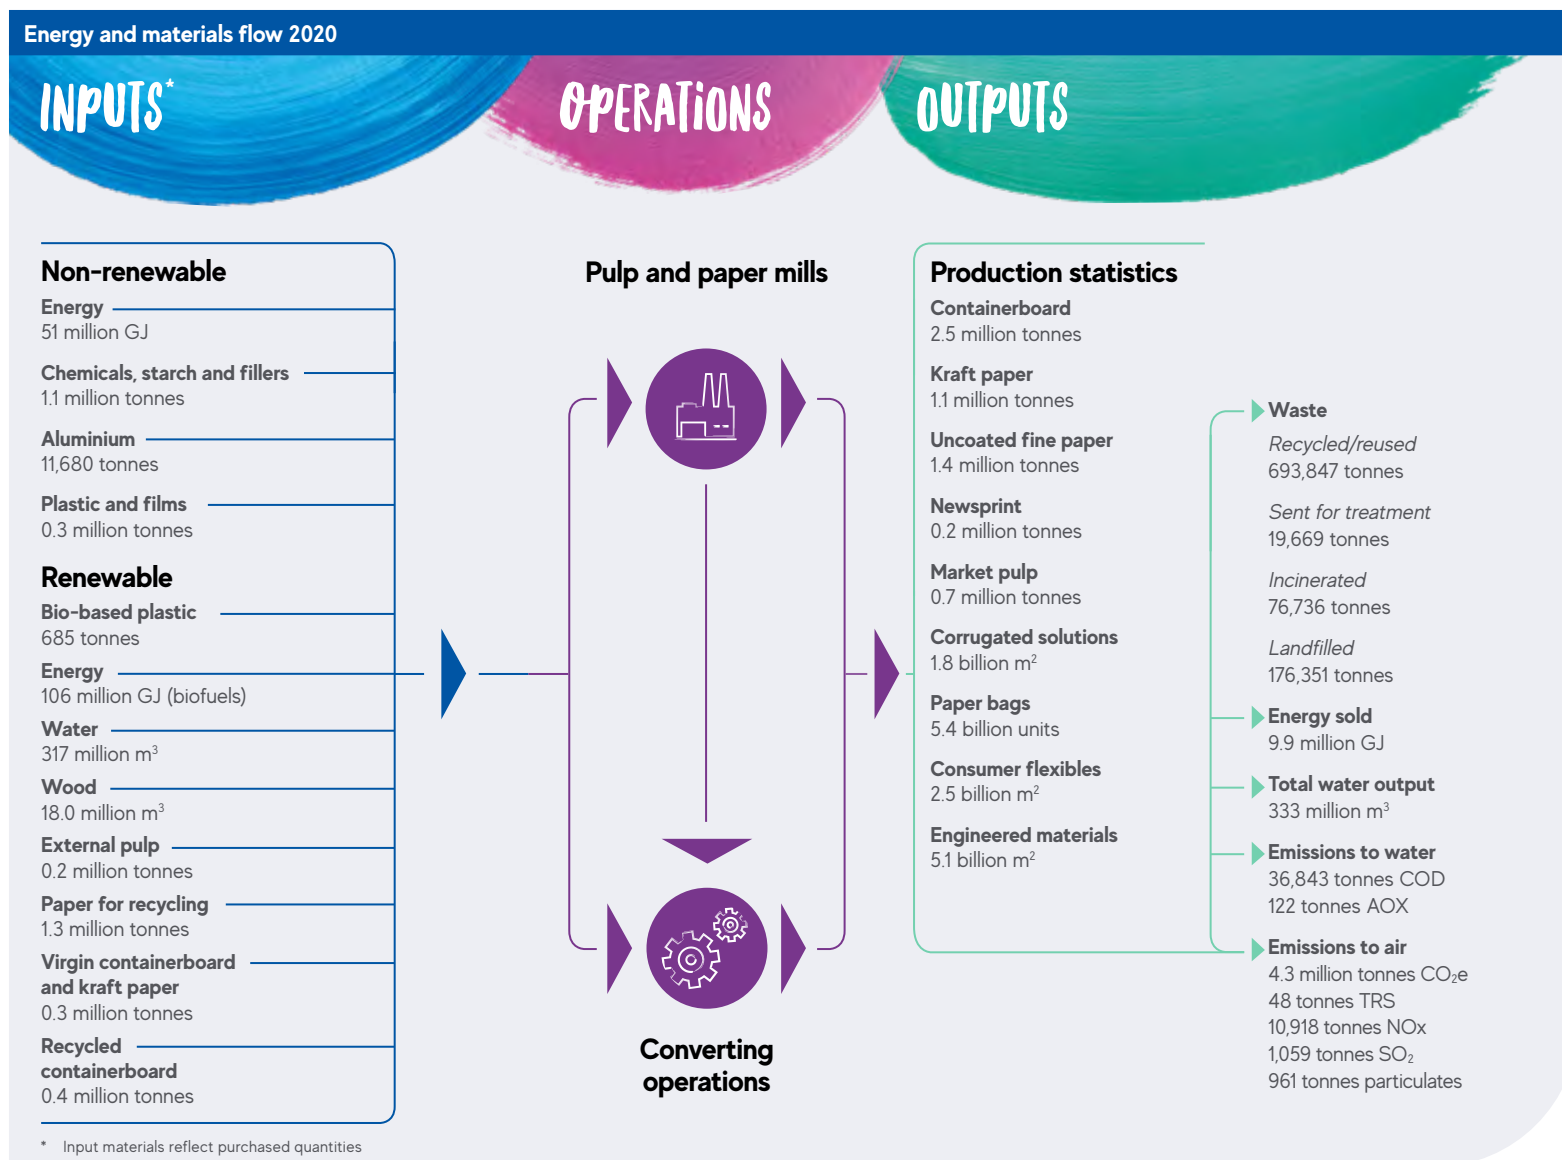 Energy and materials flow 2020
INPUTS*
OPERATIONS
OUTPUTS
Non-renewable
Energy
51 million GJ
Chemicals, starch and fillers
1.1 million tonnes
Aluminium
11,680 tonnes
Plastic and films
0.3 million tonnes
Renewable
Bio-based plastic
685 tonnes
Energy
106 million GJ (biofuels)
Water
317 million m³
Wood
18.0 million m³
External pulp
0.2 million tonnes
Paper for recycling
1.3 million tonnes
Virgin containerboard
and kraft paper
0.3 million tonnes
Recycled
containerboard
0.4 million tonnes
* Input materials reflect purchased quantities
Pulp and paper mills
Converting
operations
Production statistics
Containerboard
2.5 million tonnes
Kraft paper
1.1 million tonnes
Uncoated fine paper
1.4 million tonnes
Newsprint
0.2 million tonnes
Market pulp
0.7 million tonnes
Corrugated solutions
1.8 billion m²
Paper bags
5.4 billion units
Consumer flexibles
2.5 billion m²
Engineered materials
5.1 billion m²
Waste
Recycled/reused
693,847 tonnes
Sent for treatment
19,669 tonnes
Incinerated
76,736 tonnes
Landfilled
176,351 tonnes
Energy sold
9.9 million GJ
Total water output
333 million m³
Emissions to water
36,843 tonnes COD
122 tonnes AOX
Emissions to air
4.3 million tonnes CO₂e
48 tonnes TRS
10,918 tonnes NOx
1,059 tonnes SO₂
961 tonnes particulates